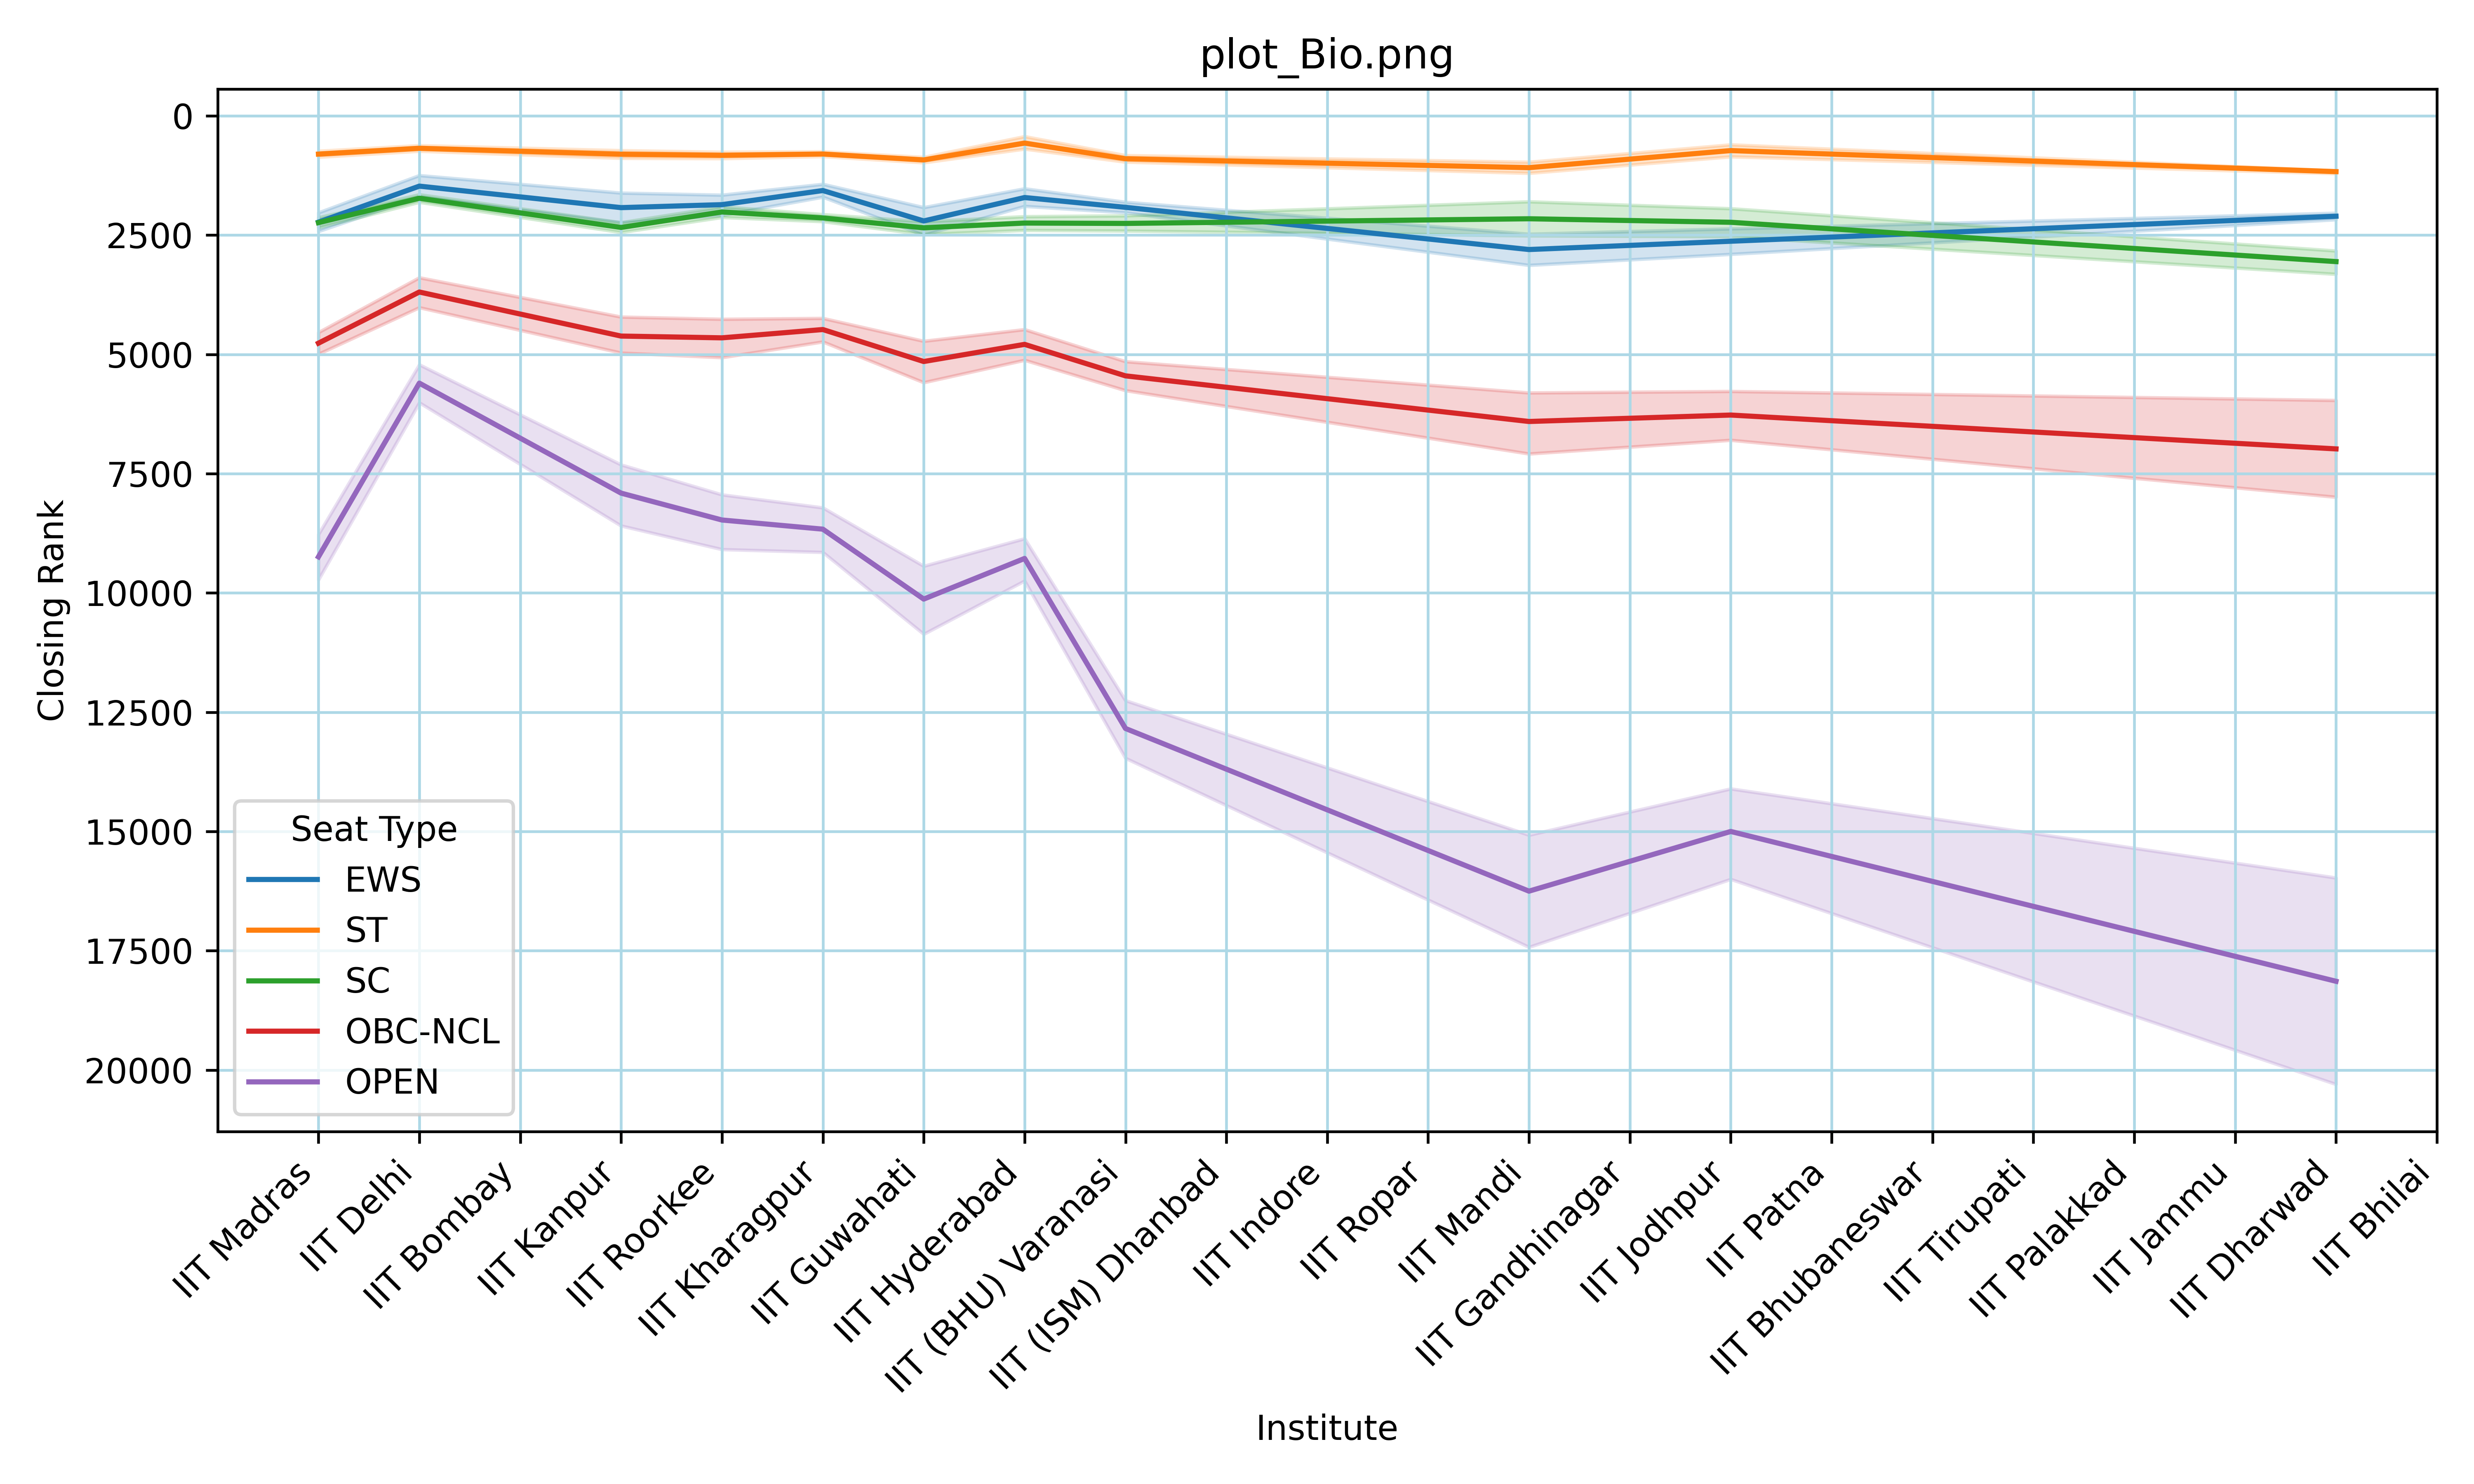 plot_Bio.png
0
2500
5000
7500
10000
12500
15000
17500
20000
Closing Rank
Seat Type
EWS
ST
SC
OBC-NCL
OPEN
IIT Madras
IIT Delhi
IIT Bombay
IIT Kanpur
IIT Roorkee
IIT Kharagpur
IIT Guwahati
IIT Hyderabad
IIT (BHU) Varanasi
IIT (ISM) Dhanbad
IIT Indore
IIT Ropar
IIT Mandi
IIT Gandhinagar
IIT Jodhpur
IIT Patna
IIT Bhubaneswar
IIT Tirupati
IIT Palakkad
IIT Jammu
IIT Dharwad
IIT Bhilai
Institute